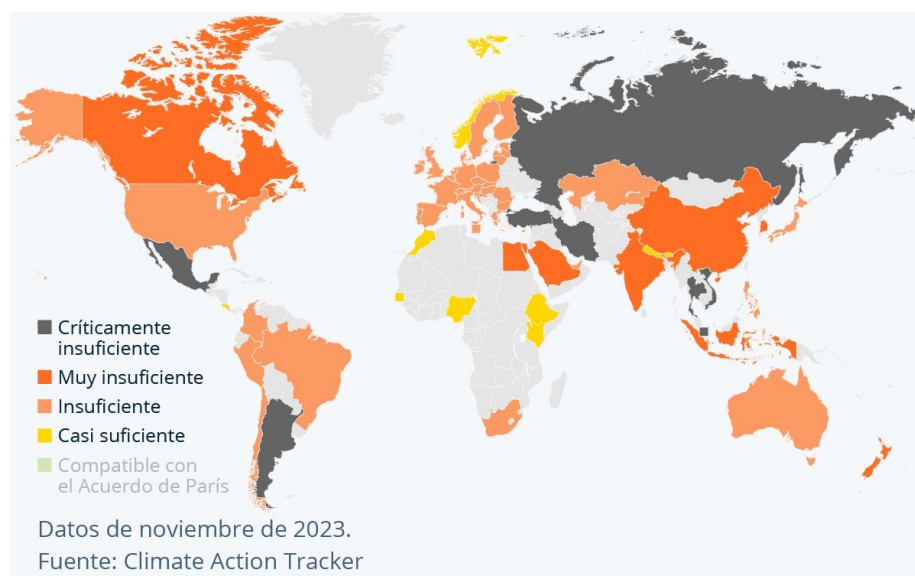 Críticamente
insuficiente
Muy insuficiente
Insuficiente
Casi suficiente
Compatible con
el Acuerdo de París
Datos de noviembre de 2023.
Fuente: Climate Action Tracker